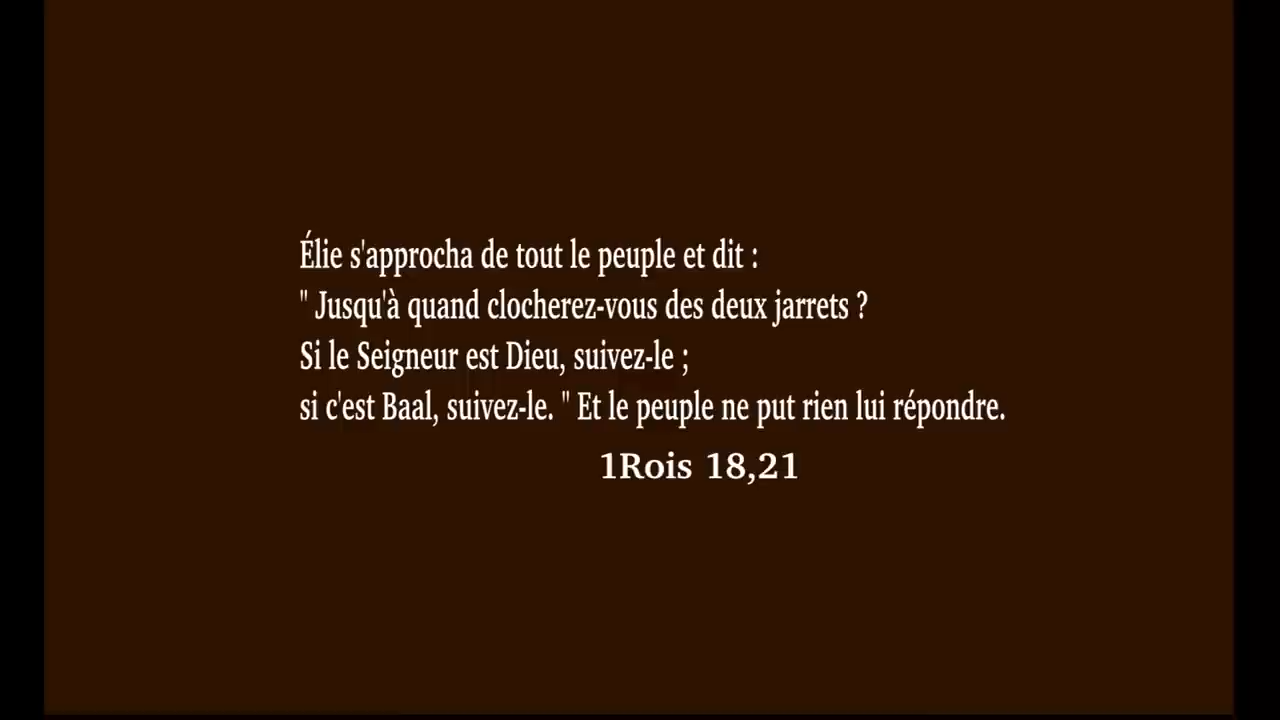 Élie s'approcha de tout le peuple et dit :
" Jusqu'à quand clocherez-vous des deux jarrets ?
Si le Seigneur est Dieu, suivez-le ;
si c'est Baal, suivez-le. " Et le peuple ne put rien lui répondre.
1Rois 18,21